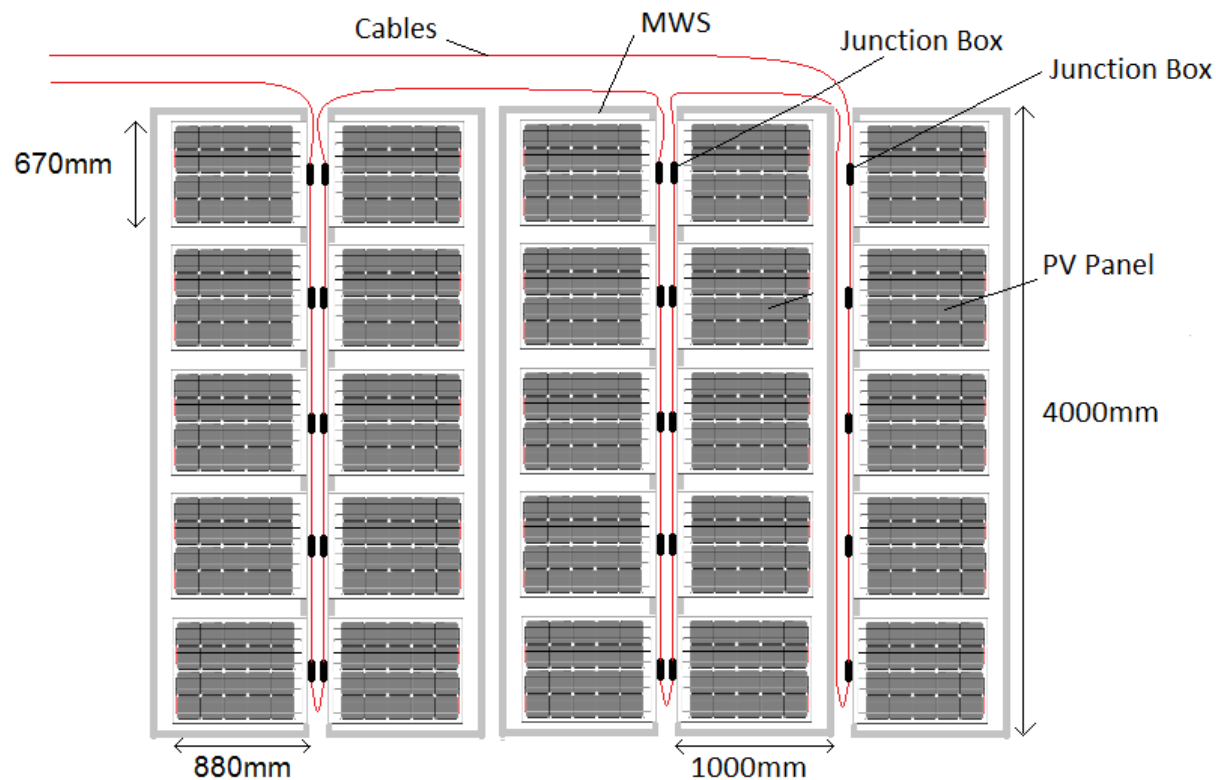 Cables
MWS
Junction Box
Junction Box
670mm
PV Panel
4000mm
880mm
1000mm